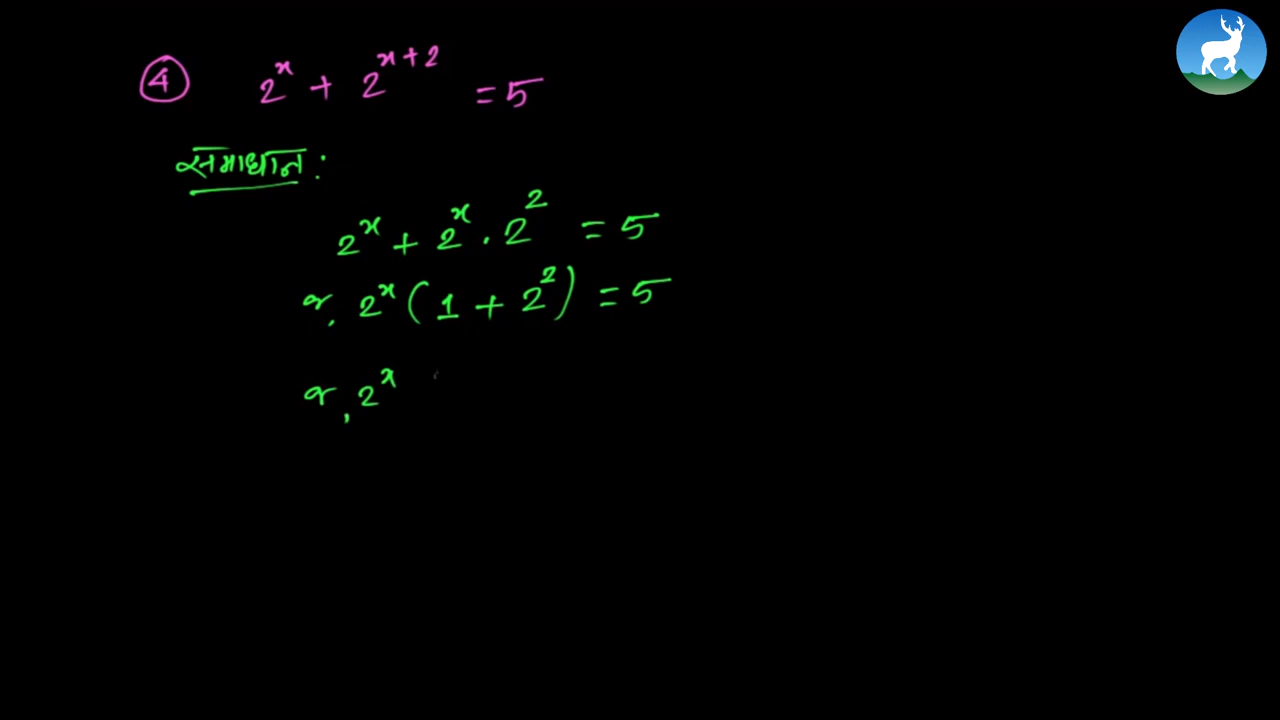 ④ 2^x + 2^(x+2) = 5
समाधान:
2^x + 2^x . 2^2 = 5
or, 2^x (1 + 2^2) = 5
or, 2^x